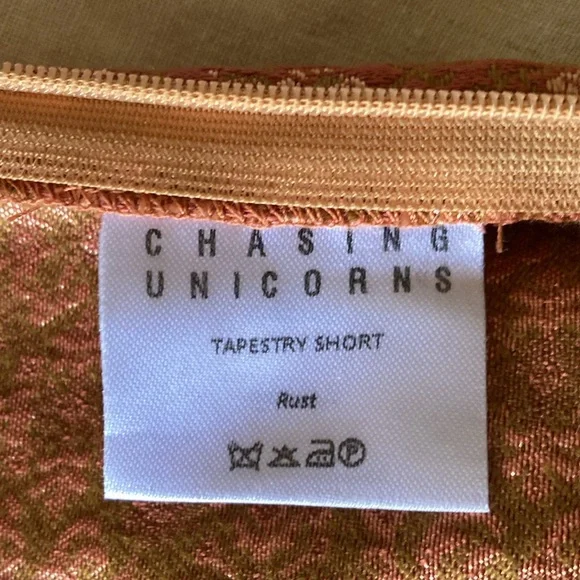 CHASING
UNICORNS
TAPESTRY SHORT
Rust
P